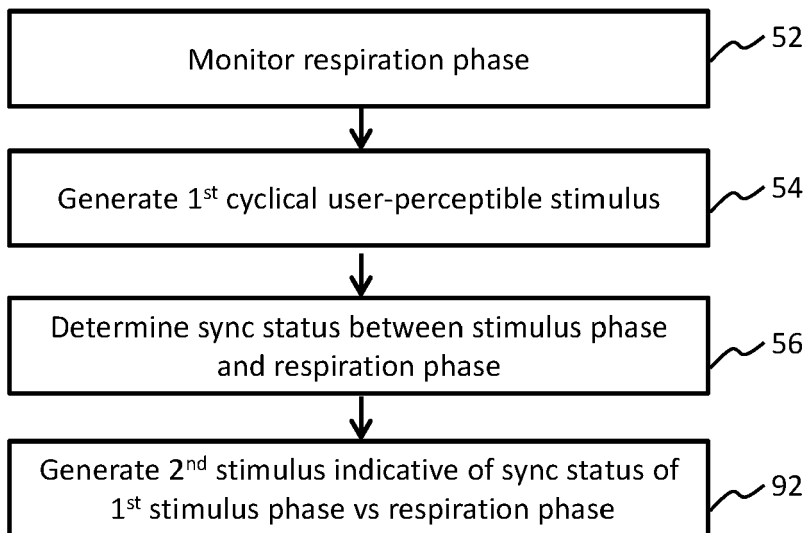 Monitor respiration phase
52
Generate 1st cyclical user-perceptible stimulus
54
Determine sync status between stimulus phase
and respiration phase
56
Generate 2nd stimulus indicative of sync status of
1st stimulus phase vs respiration phase
92